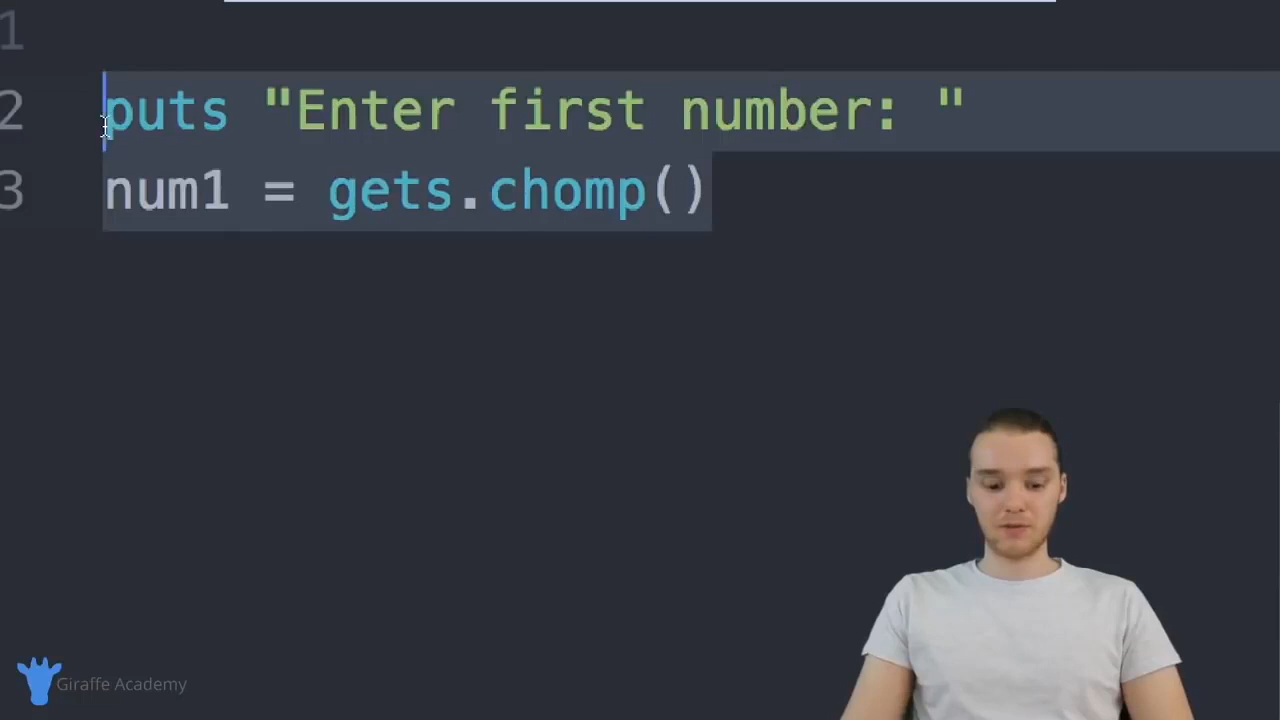 1
2 puts "Enter first number: "
3 num1 = gets.chomp()
Giraffe Academy